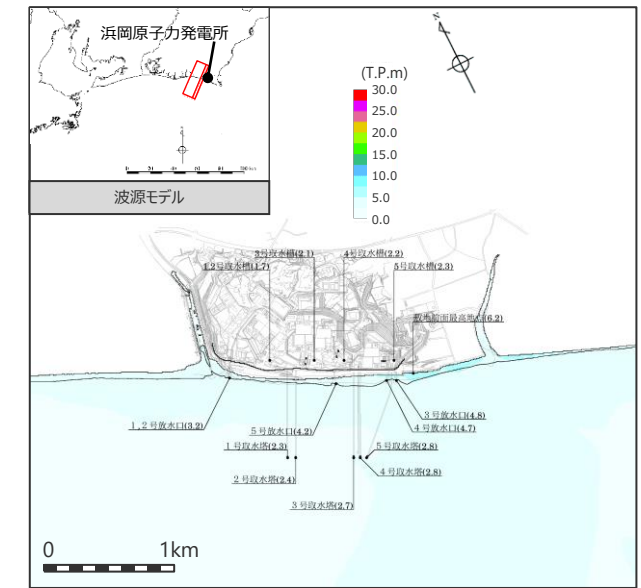 浜岡原子力発電所
波源モデル
N
(T.P.m)
30.0
25.0
20.0
15.0
10.0
5.0
0.0
3号取水槽(2.1)
4号取水槽(2.2)
1,2号取水槽(1.7)
5号取水槽(2.3)
敷地前面最高地点(6.2)
1,2号放水口(3.2)
5号放水口(4.2)
3号放水口(4.8)
4号放水口(4.7)
1号取水塔(2.3)
5号取水塔(2.8)
2号取水塔(2.4)
4号取水塔(2.8)
3号取水塔(2.7)
0 1km